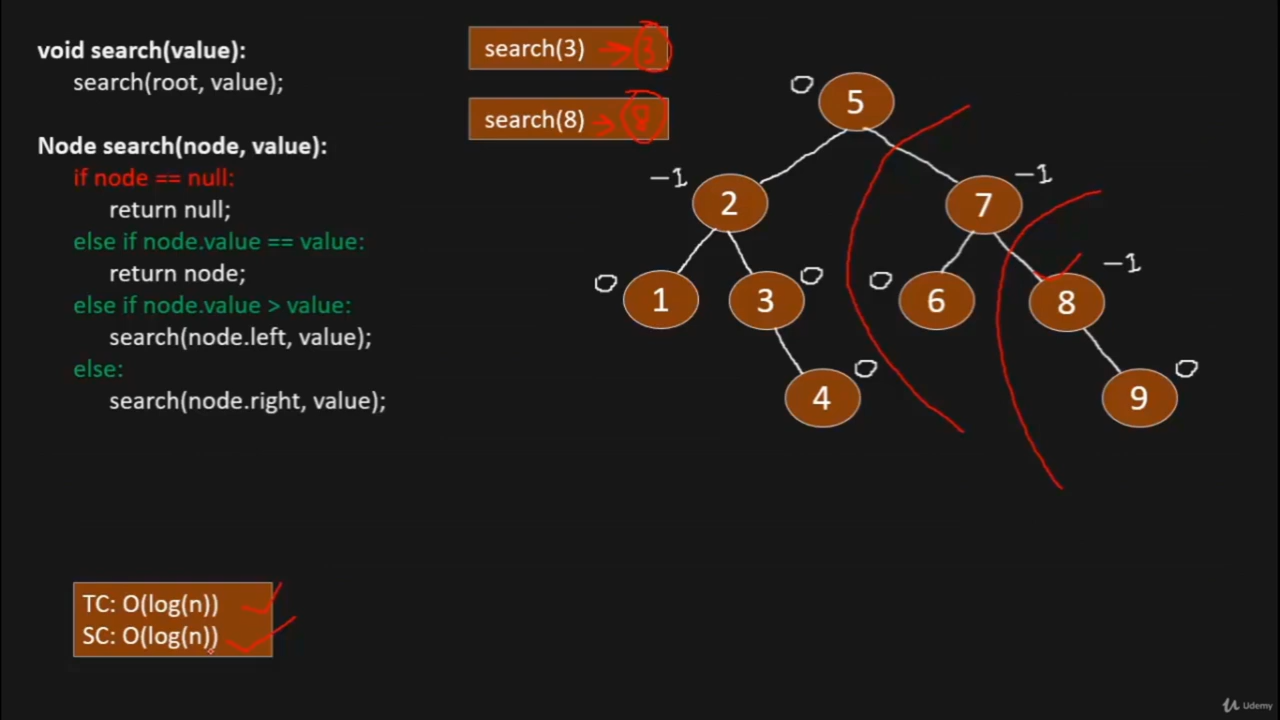 void search(value):
search(root, value);
Node search(node, value):
if node == null:
return null;
else if node.value == value:
return node;
else if node.value > value:
search(node.left, value);
else:
search(node.right, value);
search(3) → 3
search(8) → 8
0 5
-1 2
7 -1
0 1
3 0
0 6
8 -1
4 0
9 0
TC: O(log(n))
SC: O(log(n))
Udemy